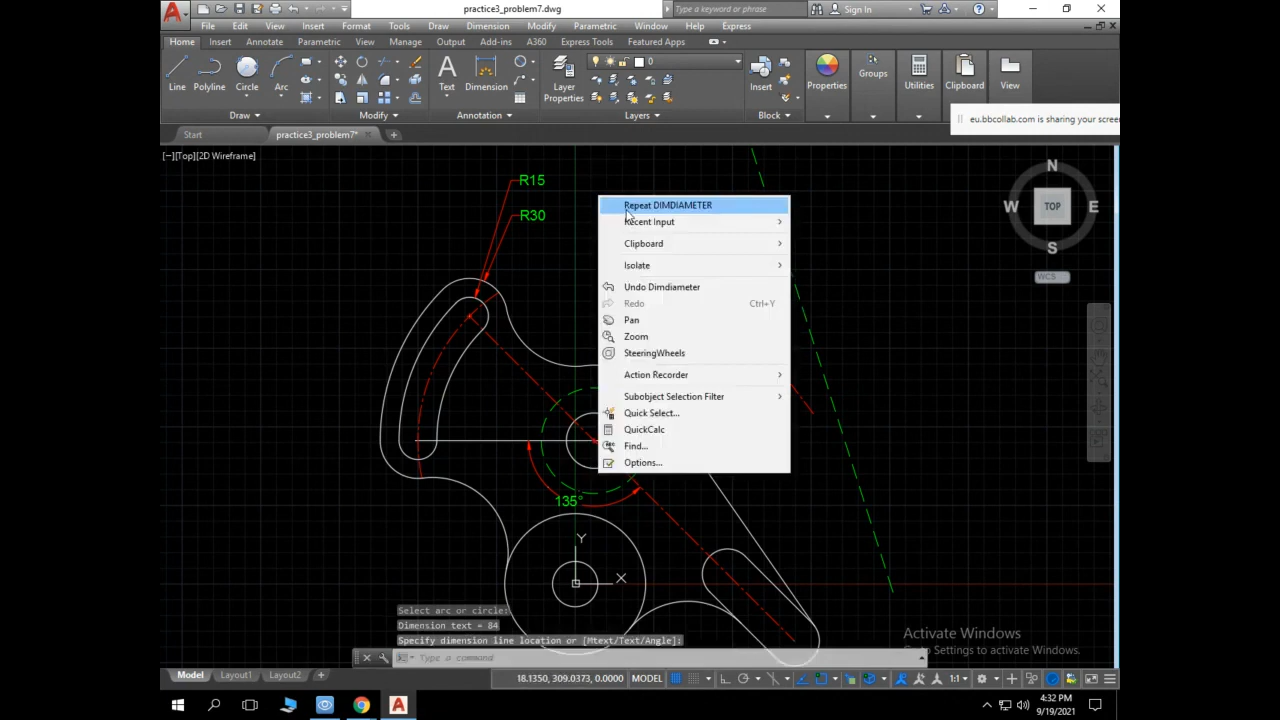 practice3_problem7.dwg
Type a keyword or phrase
Sign In
File Edit View Insert Format Tools Draw Dimension Modify Parametric Window Help Express
Home Insert Annotate Parametric View Manage Output Add-ins A360 Express Tools Featured Apps
0
Line Polyline Circle Arc
Text Dimension
Layer Properties
Insert
Properties
Groups
Utilities
Clipboard
View
Draw
Modify
Annotation
Layers
Block
eu.bbcollab.com is sharing your scree
Start practice3_problem7*
[−][Top][2D Wireframe]
N
W TOP E
S
WCS
R15
R30
Repeat DIMDIAMETER
Recent Input
Clipboard
Isolate
Undo Dimdiameter
Redo Ctrl+Y
Pan
Zoom
SteeringWheels
Action Recorder
Subobject Selection Filter
Quick Select...
QuickCalc
Find...
Options...
135°
Y
X
Select arc or circle:
Dimension text = 84
Specify dimension line location or [Mtext/Text/Angle]:
Type a command
Activate Windows
Go to Settings to activate Windows.
Model Layout1 Layout2 +
18.1350, 309.0373, 0.0000 MODEL
1:1
4:32 PM
9/19/2021